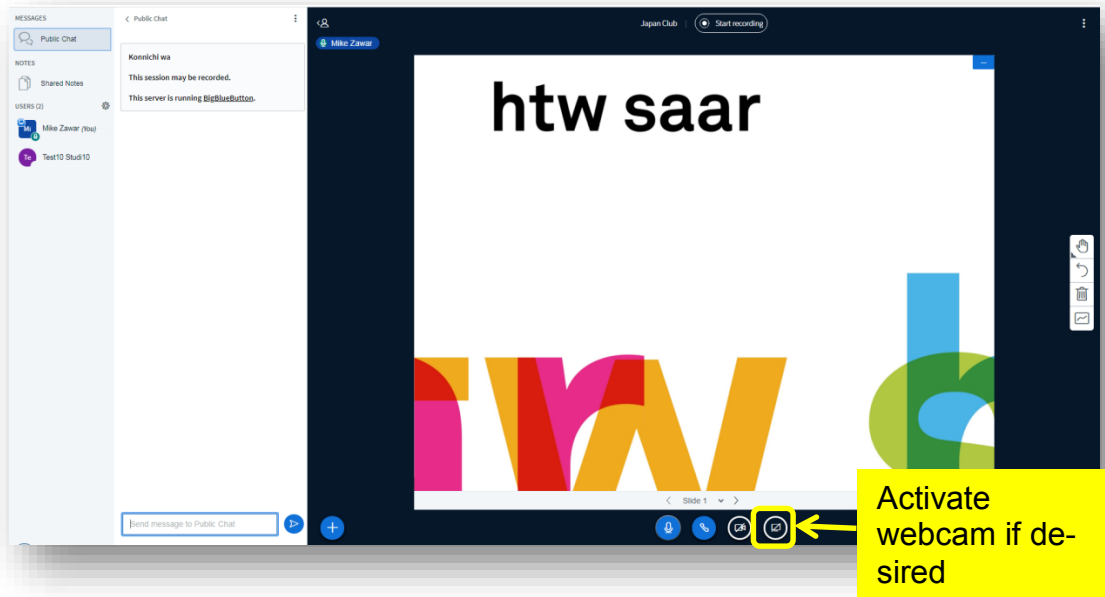 MESSAGES
Public Chat
NOTES
Shared Notes
USERS (2)
Mi
Mike Zawar (You)
Te
Test10 Studi10
Public Chat
Konnichi wa
This session may be recorded.
This server is running BigBlueButton.
Send message to Public Chat
Japan Club
Start recording
Mike Zawar
htw saar
Slide 1
Activate
webcam if de-
sired